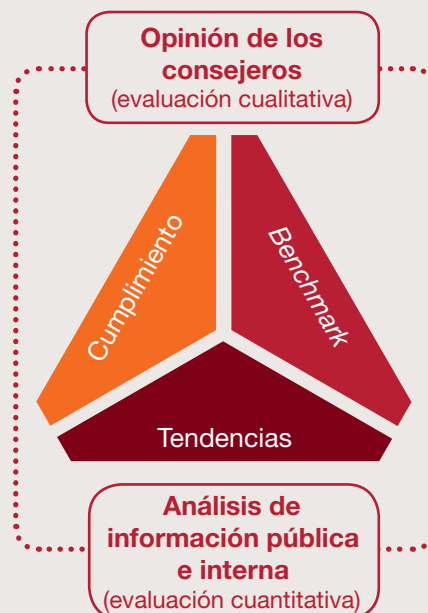 Opinión de los
consejeros
(evaluación cualitativa)
Cumplimiento
Benchmark
Tendencias
Análisis de
información pública
e interna
(evaluación cuantitativa)